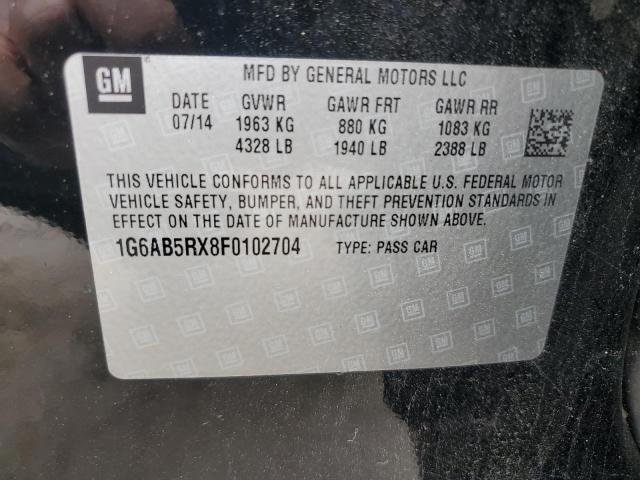 GM
MFD BY GENERAL MOTORS LLC
DATE GVWR GAWR FRT GAWR RR
07/14 1963 KG 880 KG 1083 KG
4328 LB 1940 LB 2388 LB
THIS VEHICLE CONFORMS TO ALL APPLICABLE U.S. FEDERAL MOTOR
VEHICLE SAFETY, BUMPER, AND THEFT PREVENTION STANDARDS IN
EFFECT ON THE DATE OF MANUFACTURE SHOWN ABOVE.
1G6AB5RX8F0102704 TYPE: PASS CAR